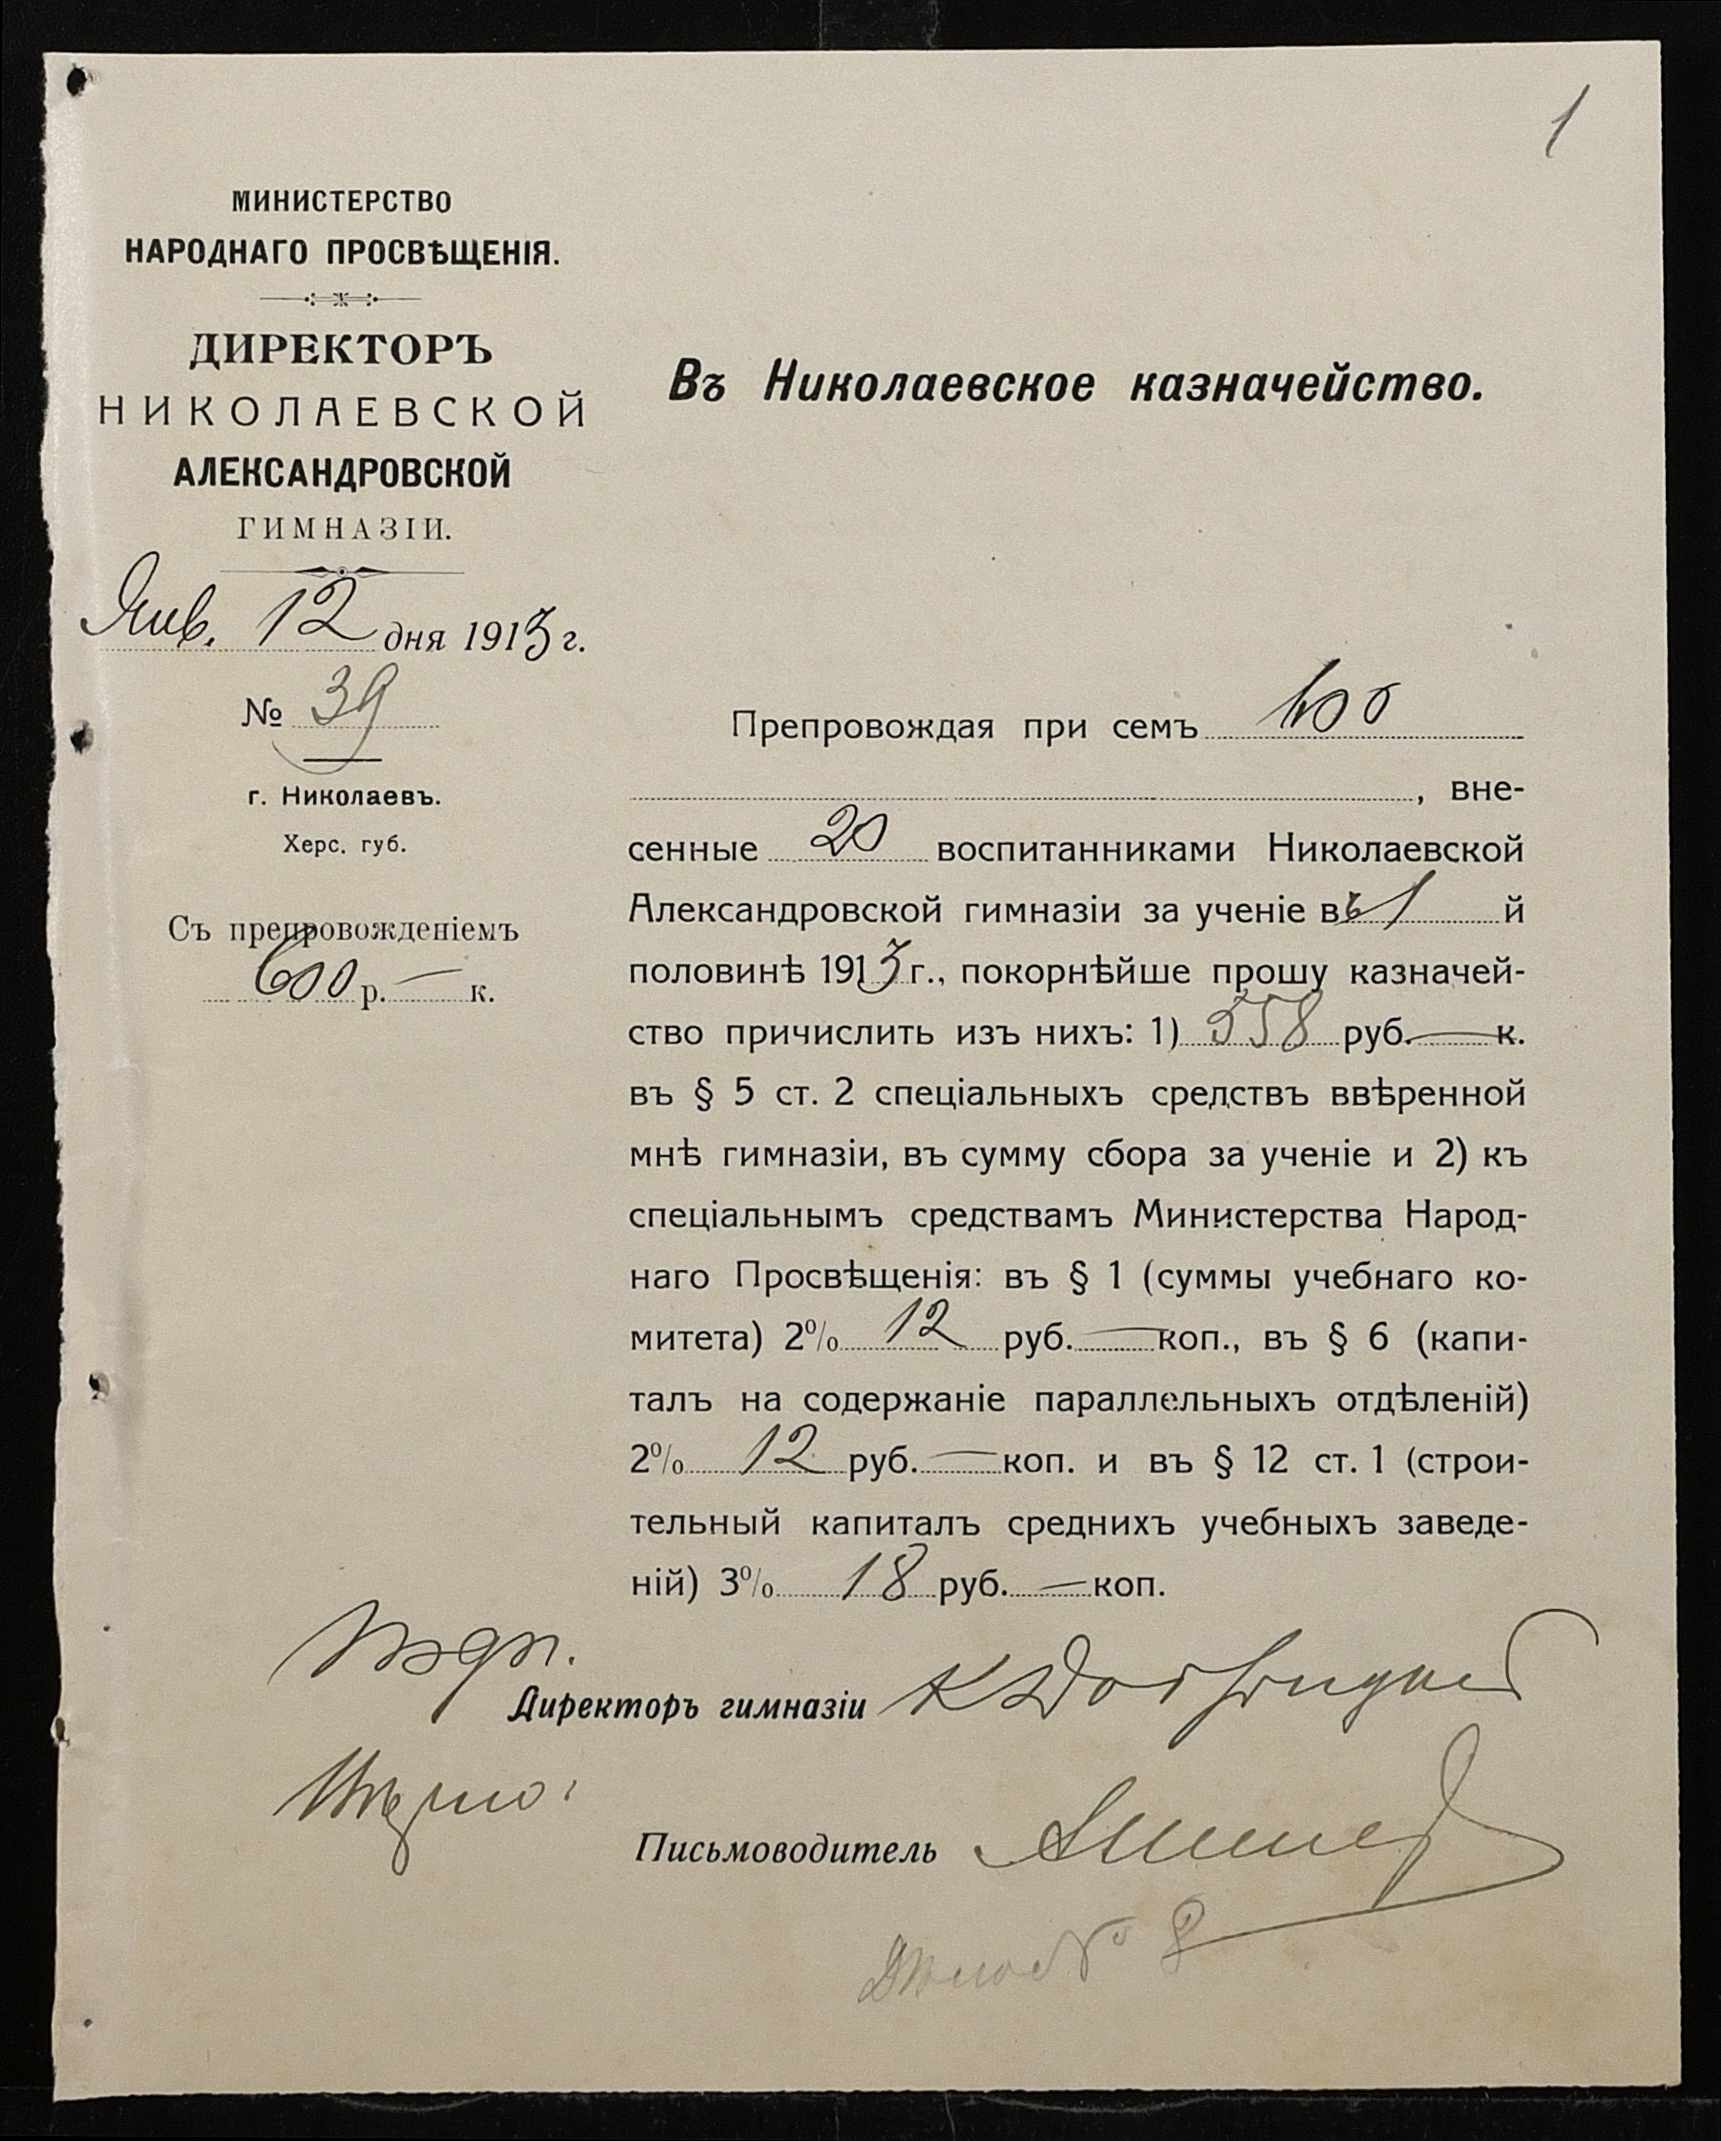 1
МИНИСТЕРСТВО
НАРОДНАГО ПРОСВѢЩЕНІЯ.
ДИРЕКТОРЪ
НИКОЛАЕВСКОЙ
АЛЕКСАНДРОВСКОЙ
ГИМНАЗІИ.
Янв. 12 дня 1913 г.
№ 39
г. Николаевъ.
Херс. губ.
Съ препровожденіемъ
600 р. — к.
Въ Николаевское казначейство.
Препровождая при семъ 600
, вне-
сенные 20 воспитанниками Николаевской
Александровской гимназіи за ученіе въ 1 й
половинѣ 1913 г., покорнѣйше прошу казначей-
ство причислить изъ нихъ: 1) 558 руб. — к.
въ § 5 ст. 2 спеціальныхъ средствъ ввѣренной
мнѣ гимназіи, въ сумму сбора за ученіе и 2) къ
спеціальнымъ средствамъ Министерства Народ-
наго Просвѣщенія: въ § 1 (суммы учебнаго ко-
митета) 2% 12 руб. — коп., въ § 6 (капи-
талъ на содержаніе параллельныхъ отдѣленій)
2% 12 руб. — коп. и въ § 12 ст. 1 (строи-
тельный капиталъ среднихъ учебныхъ заведе-
ній) 3% 18 руб. — коп.
Директоръ гимназіи
Вѣрно:
Письмоводитель
Дѣло № 8